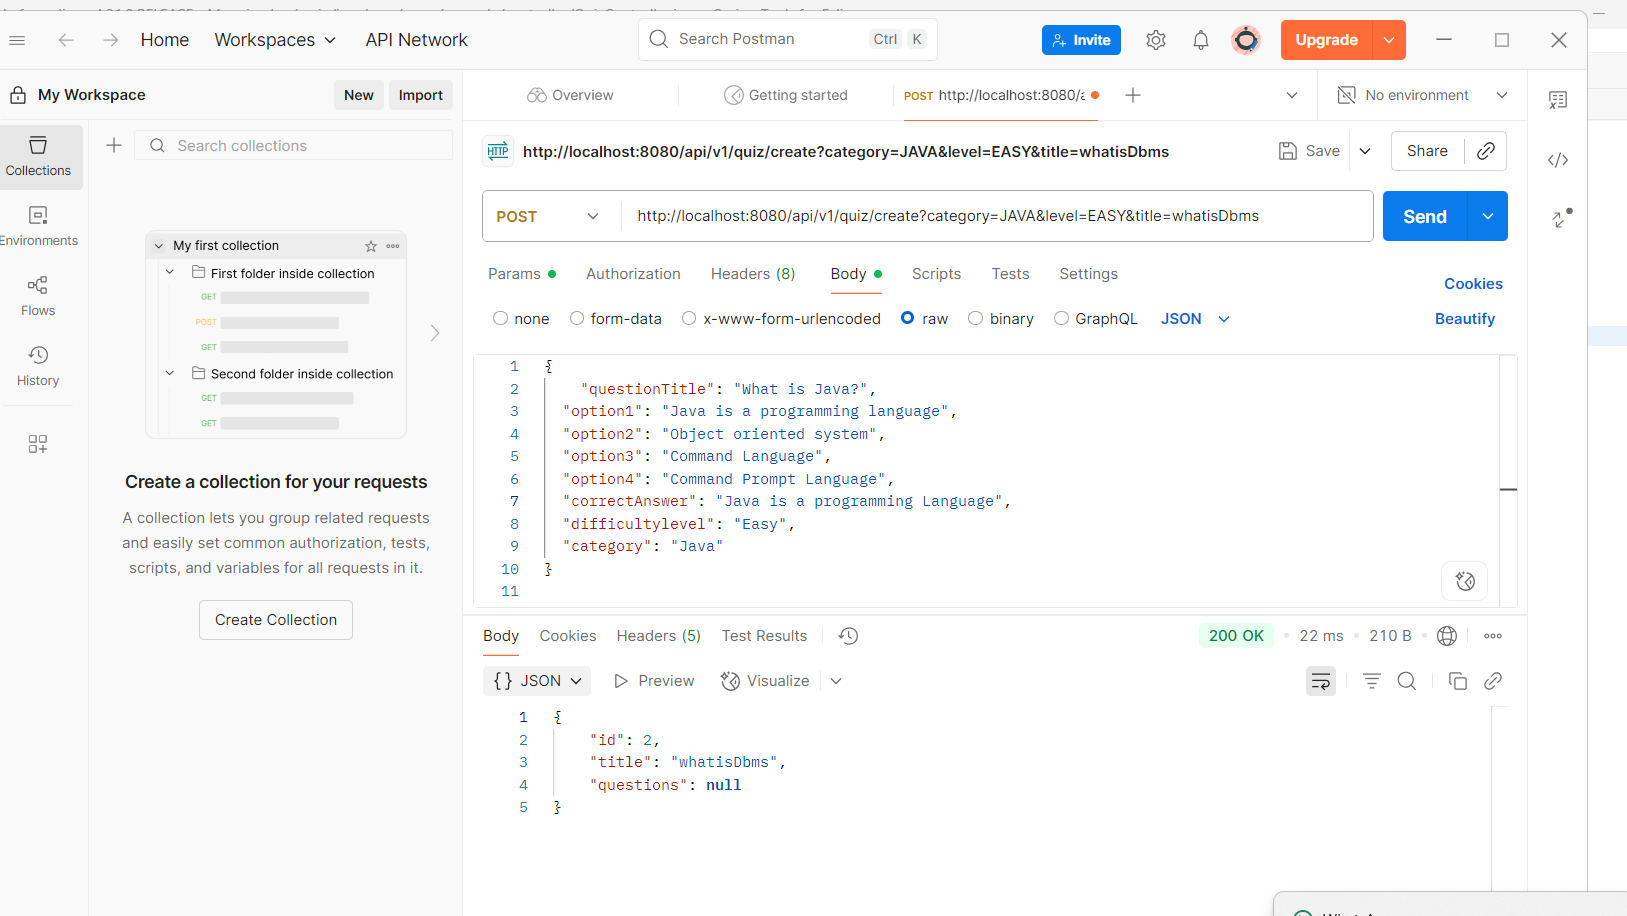 Home
Workspaces
API Network
Search Postman
Ctrl K
Invite
Upgrade
My Workspace
New
Import
Overview
Getting started
POST http://localhost:8080/a
No environment
Collections
Environments
Flows
History
Search collections
My first collection
First folder inside collection
GET
POST
GET
Second folder inside collection
GET
GET
Create a collection for your requests
A collection lets you group related requests
and easily set common authorization, tests,
scripts, and variables for all requests in it.
Create Collection
HTTP http://localhost:8080/api/v1/quiz/create?category=JAVA&level=EASY&title=whatisDbms
Save
Share
POST
http://localhost:8080/api/v1/quiz/create?category=JAVA&level=EASY&title=whatisDbms
Send
Params
Authorization
Headers (8)
Body
Scripts
Tests
Settings
Cookies
none
form-data
x-www-form-urlencoded
raw
binary
GraphQL
JSON
Beautify
1 {
2 "questionTitle": "What is Java?",
3 "option1": "Java is a programming language",
4 "option2": "Object oriented system",
5 "option3": "Command Language",
6 "option4": "Command Prompt Language",
7 "correctAnswer": "Java is a programming Language",
8 "difficultylevel": "Easy",
9 "category": "Java"
10 }
11
Body
Cookies
Headers (5)
Test Results
200 OK
22 ms
210 B
{} JSON
Preview
Visualize
1 {
2 "id": 2,
3 "title": "whatisDbms",
4 "questions": null
5 }